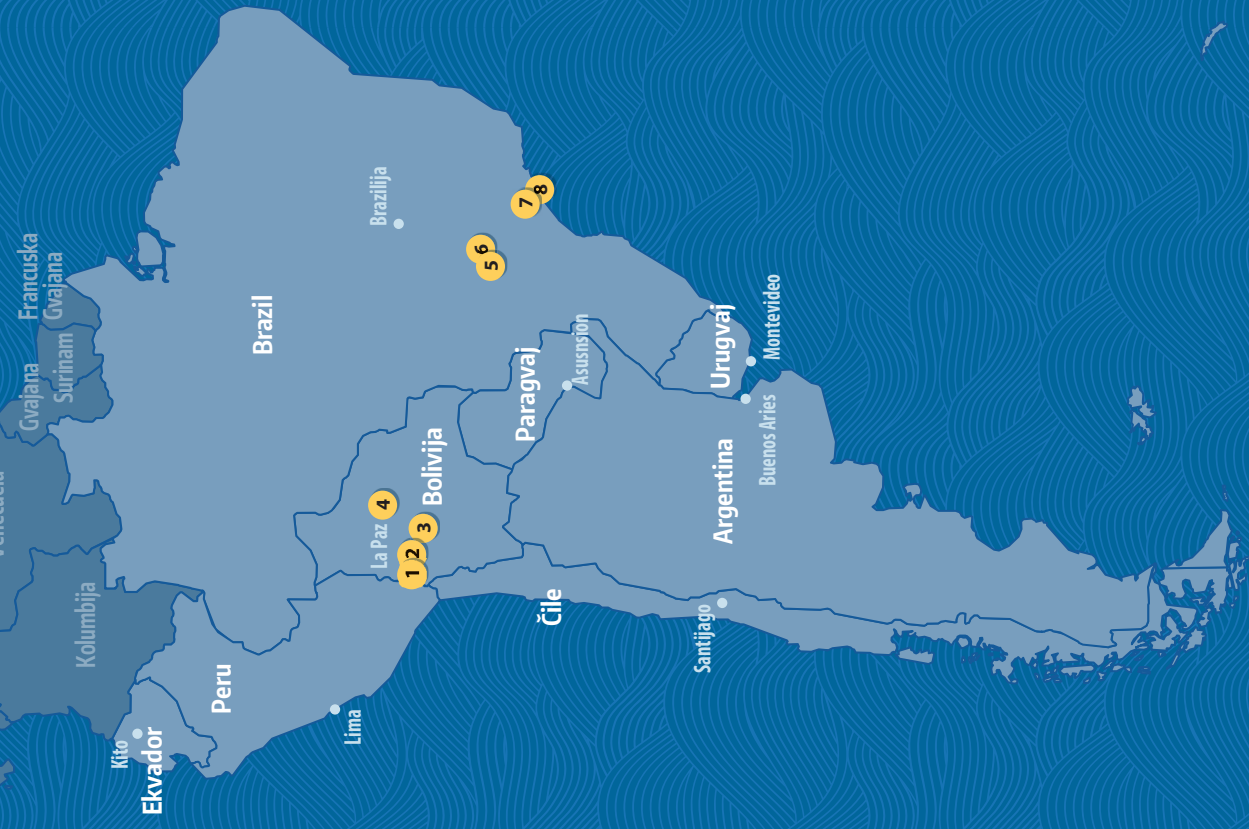 Francuska
Gvajana
Gvajana
Surinam
Kolumbija
Kito
Ekvador
Peru
Lima
Brazil
Brazilija
La Paz
Bolivija
1
2
3
4
5
6
7
8
Paragvaj
Asusnsion
Čile
Santijago
Argentina
Buenos Aries
Urugvaj
Montevideo